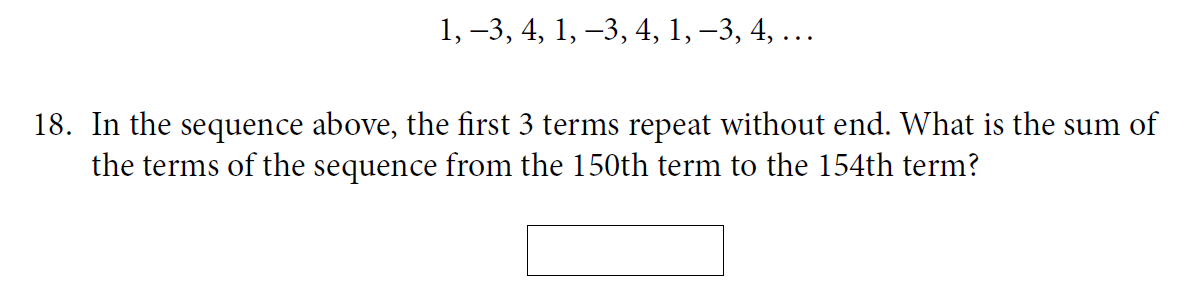 1, –3, 4, 1, –3, 4, 1, –3, 4, …
18. In the sequence above, the first 3 terms repeat without end. What is the sum of
the terms of the sequence from the 150th term to the 154th term?